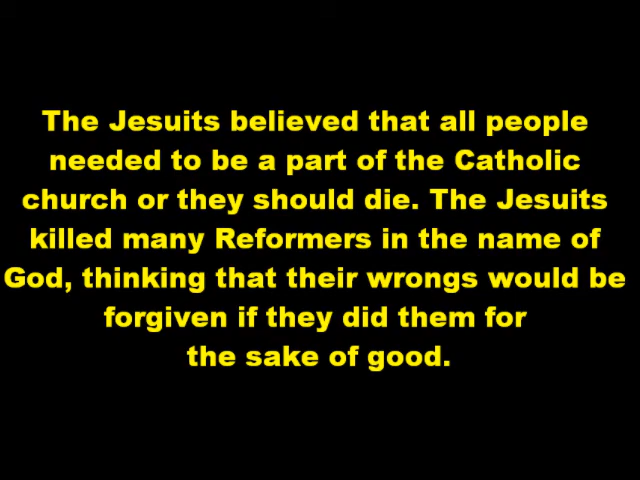 The Jesuits believed that all people
needed to be a part of the Catholic
church or they should die. The Jesuits
killed many Reformers in the name of
God, thinking that their wrongs would be
forgiven if they did them for
the sake of good.